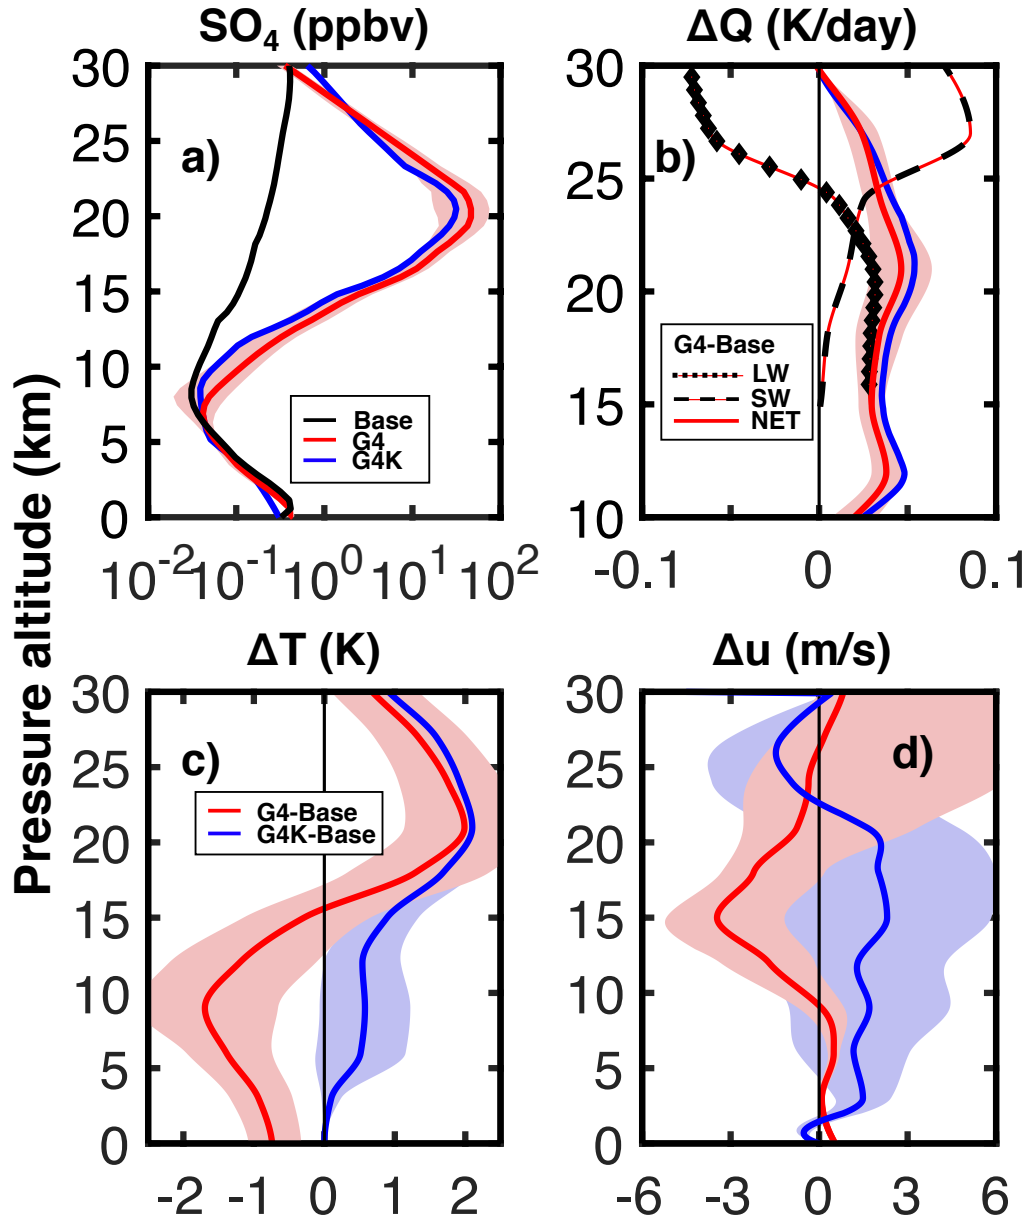 SO₄ (ppbv)
30
25
20
15
10
5
0
10⁻²
10⁻¹
10⁰
10¹
10²
a)
Base
G4
G4K
ΔQ (K/day)
30
25
20
15
10
-0.1
0
0.1
b)
G4-Base
LW
SW
NET
Pressure altitude (km)
ΔT (K)
30
25
20
15
10
5
0
-2
-1
0
1
2
c)
G4-Base
G4K-Base
Δu (m/s)
30
25
20
15
10
5
0
-6
-3
0
3
6
d)